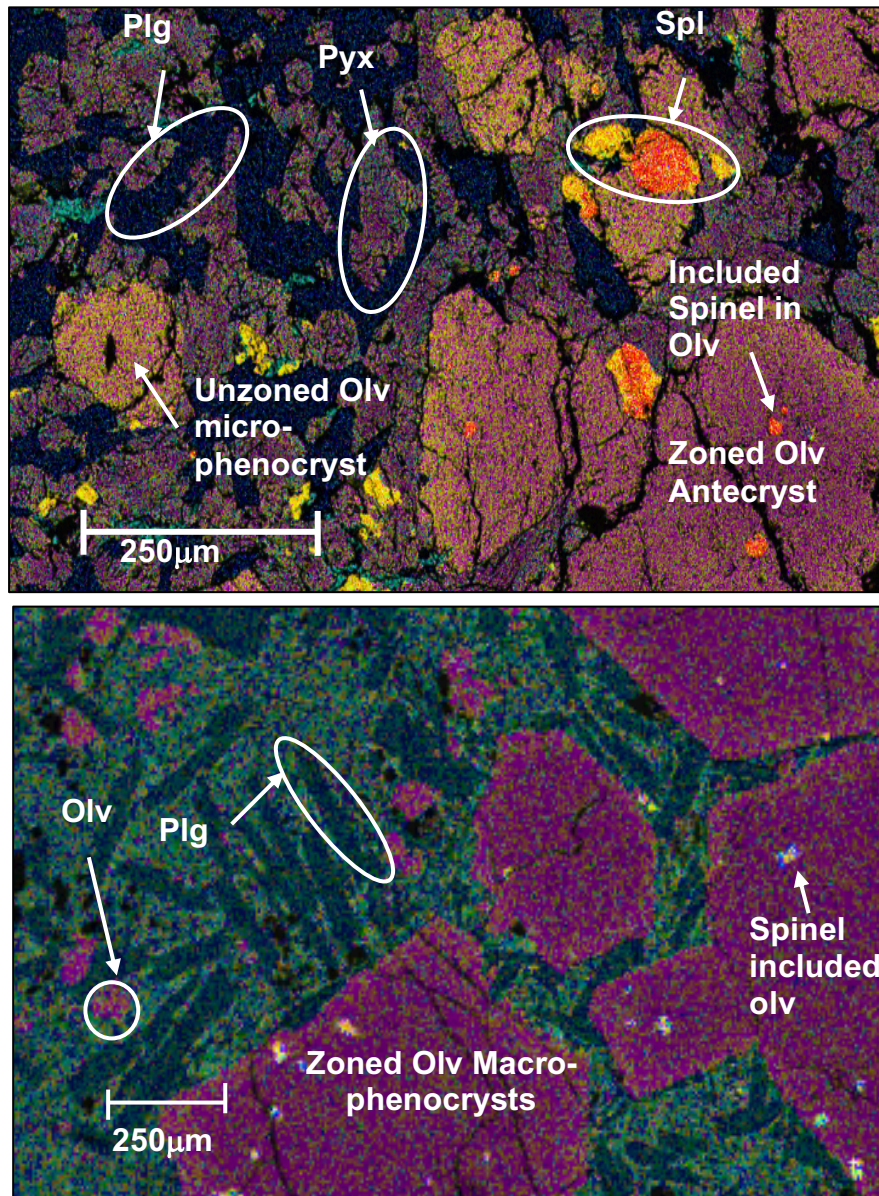 Plg
Pyx
Spl
Included
Spinel in
Olv
Unzoned Olv
micro-
phenocryst
Zoned Olv
Antecryst
250μm
Olv
Plg
Spinel
included
olv
Zoned Olv Macro-
phenocrysts
250μm